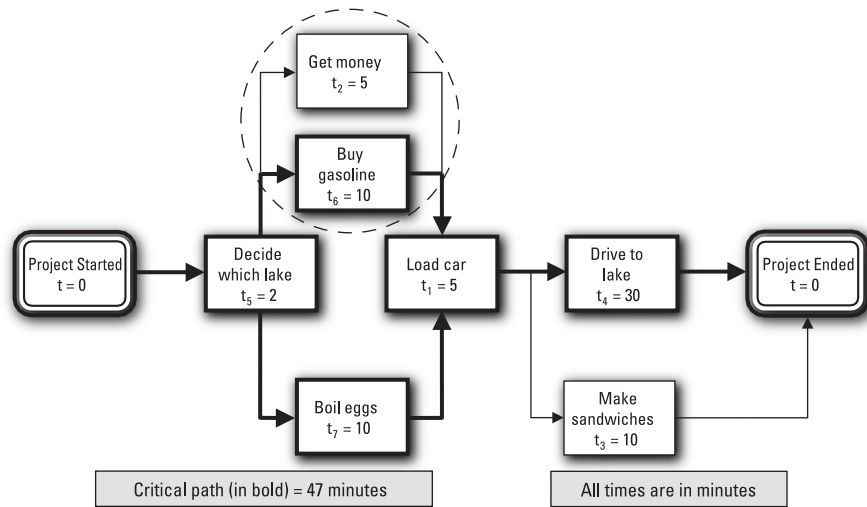 Get money
t₂ = 5
Buy
gasoline
t₆ = 10
Project Started
t = 0
Decide
which lake
t₅ = 2
Load car
t₁ = 5
Drive to
lake
t₄ = 30
Project Ended
t = 0
Boil eggs
t₇ = 10
Make
sandwiches
t₃ = 10
Critical path (in bold) = 47 minutes
All times are in minutes